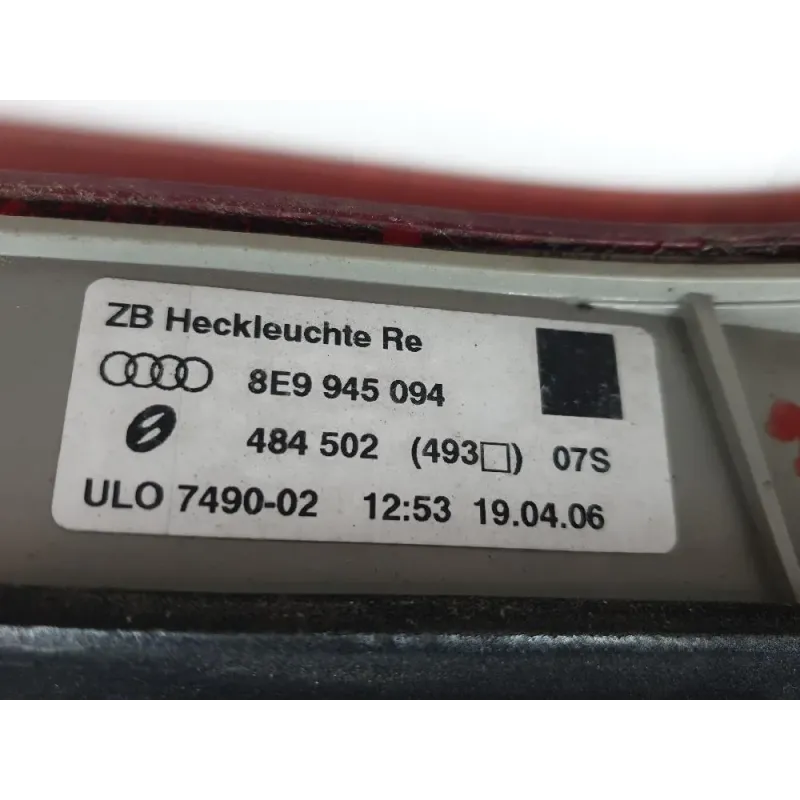 ZB Heckleuchte Re
8E9 945 094
484 502 (493□) 07S
ULO 7490-02 12:53 19.04.06